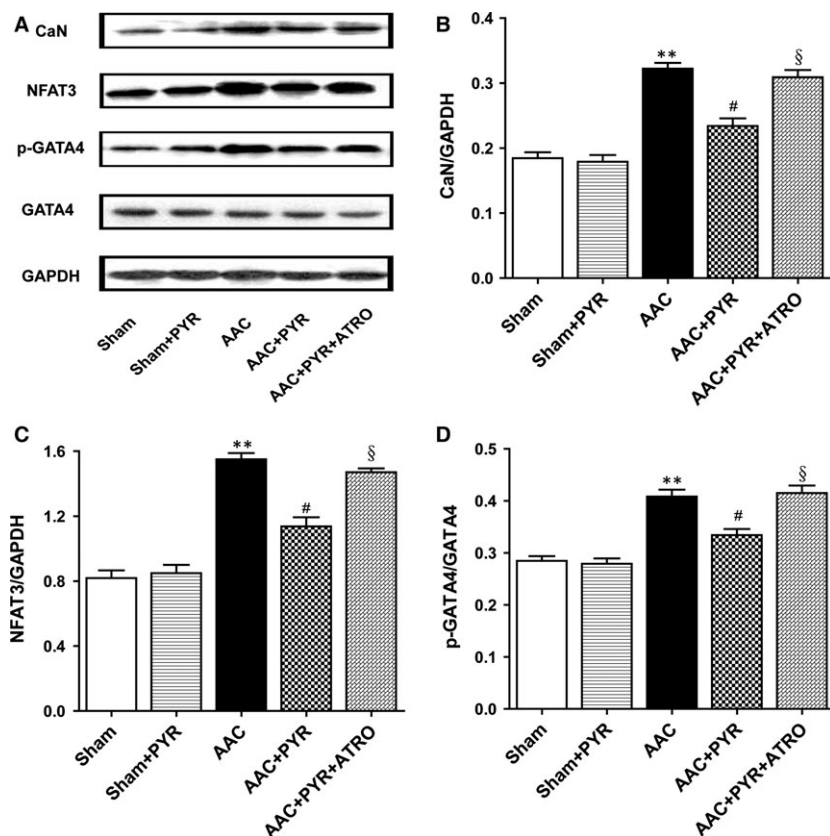 A
CaN
NFAT3
p-GATA4
GATA4
GAPDH
Sham
Sham+PYR
AAC
AAC+PYR
AAC+PYR+ATRO
B
CaN/GAPDH
0.4
0.3
0.2
0.1
0.0
**
#
§
Sham
Sham+PYR
AAC
AAC+PYR
AAC+PYR+ATRO
C
NFAT3/GAPDH
1.6
1.2
0.8
0.4
0.0
**
#
§
Sham
Sham+PYR
AAC
AAC+PYR
AAC+PYR+ATRO
D
p-GATA4/GATA4
0.5
0.4
0.3
0.2
0.1
0.0
**
#
§
Sham
Sham+PYR
AAC
AAC+PYR
AAC+PYR+ATRO